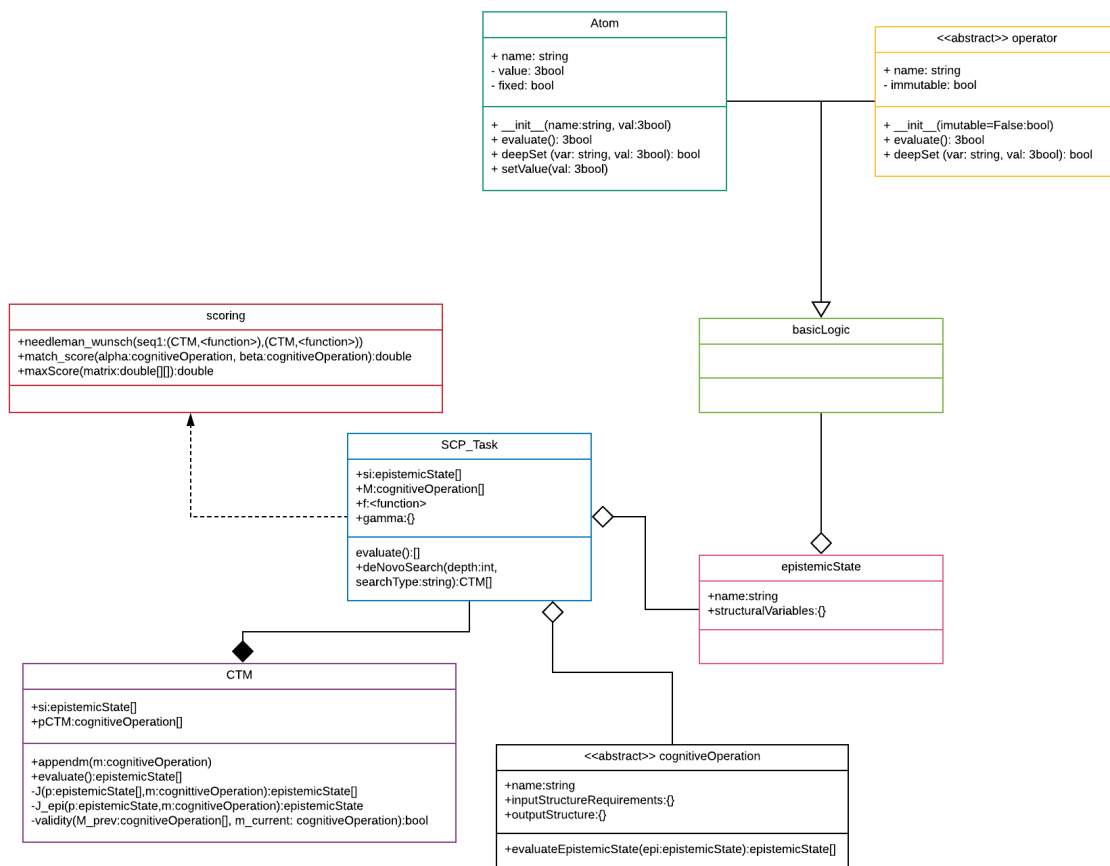 Atom
+ name: string
- value: 3bool
- fixed: bool
+ __init__(name:string, val:3bool)
+ evaluate(): 3bool
+ deepSet (var: string, val: 3bool): bool
+ setValue(val: 3bool)
<<abstract>> operator
+ name: string
- immutable: bool
+ __init__(imutable=False:bool)
+ evaluate(): 3bool
+ deepSet (var: string, val: 3bool): bool
scoring
+needleman_wunsch(seq1:(CTM,<function>),(CTM,<function>))
+match_score(alpha:cognitiveOperation, beta:cognitiveOperation):double
+maxScore(matrix:double[][]):double
basicLogic
SCP_Task
+si:epistemicState[]
+M:cognitiveOperation[]
+f:<function>
+gamma:{}
evaluate():[]
+deNovoSearch(depth:int,
searchType:string):CTM[]
epistemicState
+name:string
+structuralVariables:{}
CTM
+si:epistemicState[]
+pCTM:cognitiveOperation[]
+appendm(m:cognitiveOperation)
+evaluate():epistemicState[]
-J(p:epistemicState[],m:cognittiveOperation):epistemicState[]
-J_epi(p:epistemicState,m:cognitiveOperation):epistemicState
-validity(M_prev:cognitiveOperation[], m_current: cognitiveOperation):bool
<<abstract>> cognitiveOperation
+name:string
+inputStructureRequirements:{}
+outputStructure:{}
+evaluateEpistemicState(epi:epistemicState):epistemicState[]